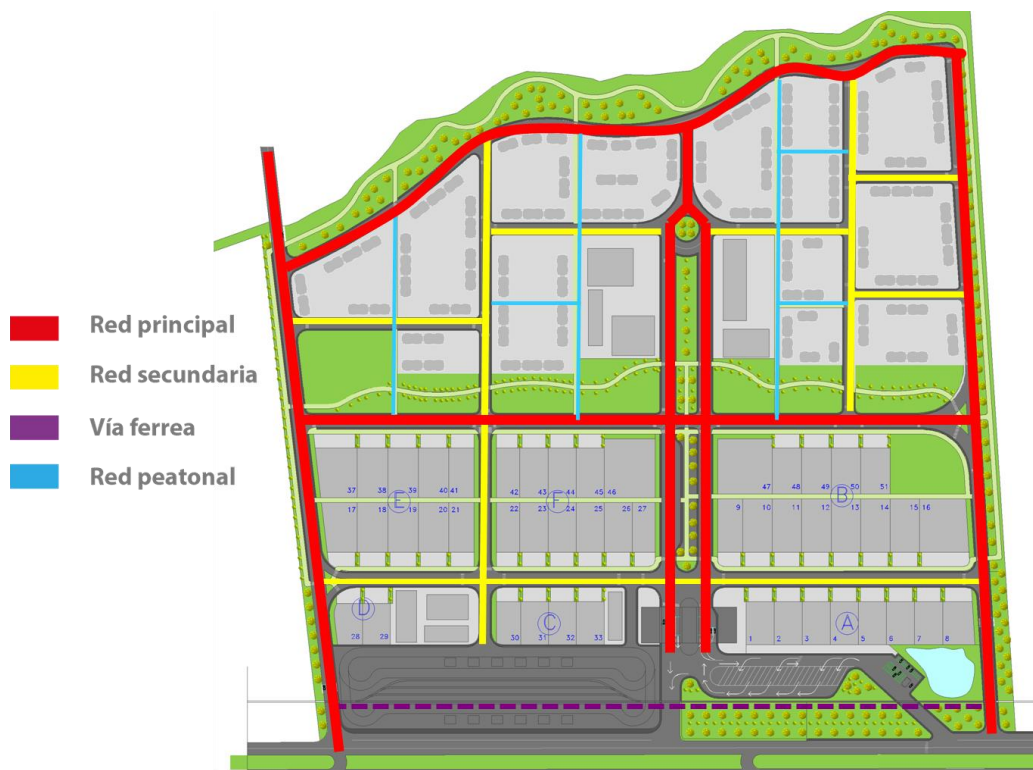 Red principal
Red secundaria
Vía ferrea
Red peatonal
37 38 39 40 41
E
17 18 19 20 21
42 43 44 45 46
F
22 23 24 25 26 27
47 48 49 50 51
B
9 10 11 12 13 14 15 16
D
28 29
C
30 31 32 33
A
1 2 3 4 5 6 7 8